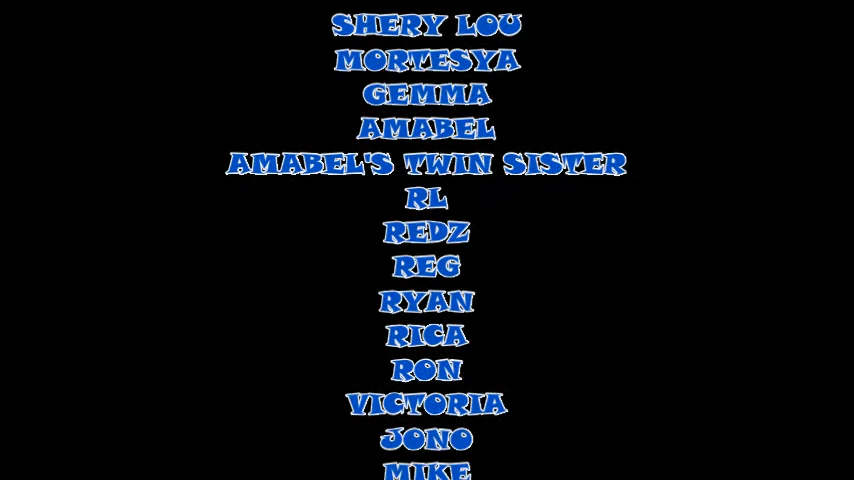 SHERY LOU
MORTESYA
GEMMA
AMABEL
AMABEL'S TWIN SISTER
RL
REDZ
REG
RYAN
RICA
RON
VICTORIA
JONO
MIKE